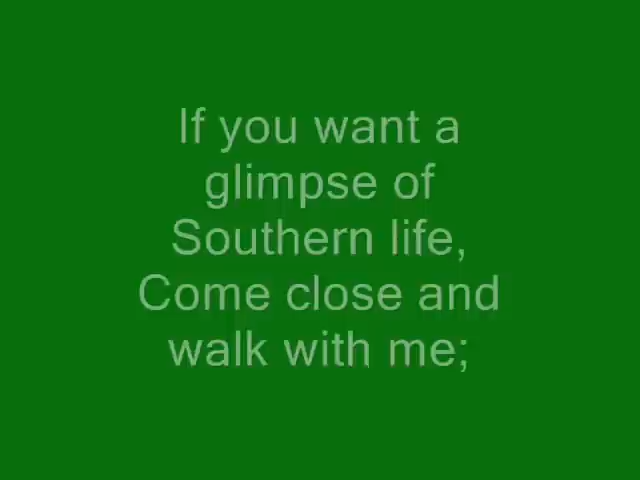 If you want a
glimpse of
Southern life,
Come close and
walk with me;